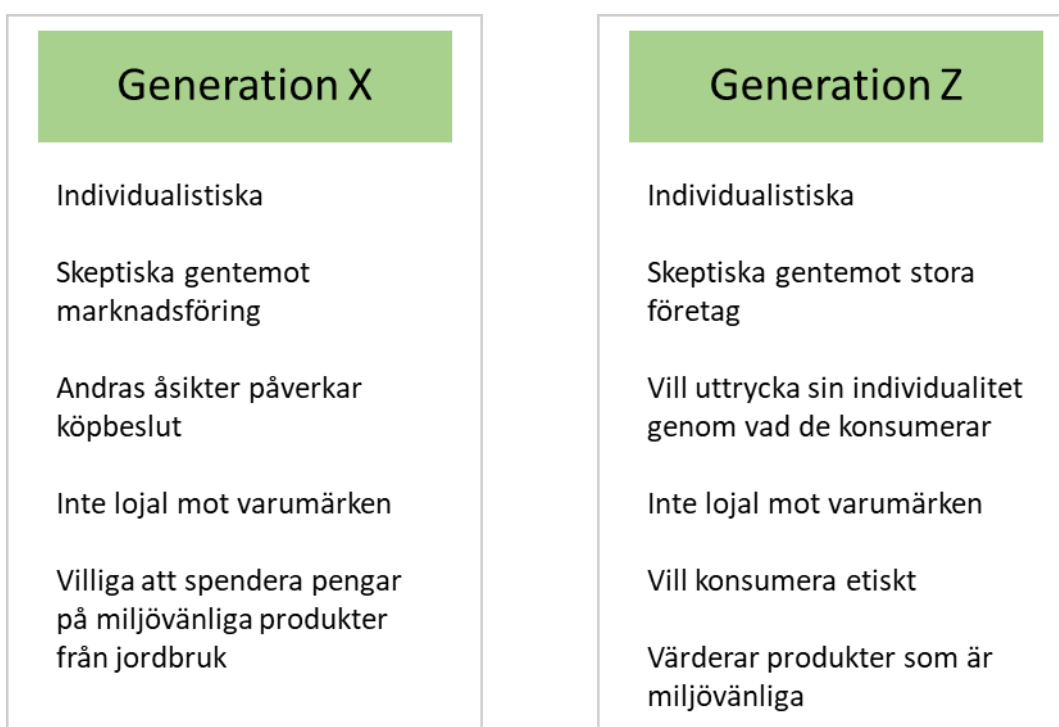 Generation X
Individualistiska
Skeptiska gentemot
marknadsföring
Andras åsikter påverkar
köpbeslut
Inte lojal mot varumärken
Villiga att spendera pengar
på miljövänliga produkter
från jordbruk
Generation Z
Individualistiska
Skeptiska gentemot stora
företag
Vill uttrycka sin individualitet
genom vad de konsumerar
Inte lojal mot varumärken
Vill konsumera etiskt
Värderar produkter som är
miljövänliga